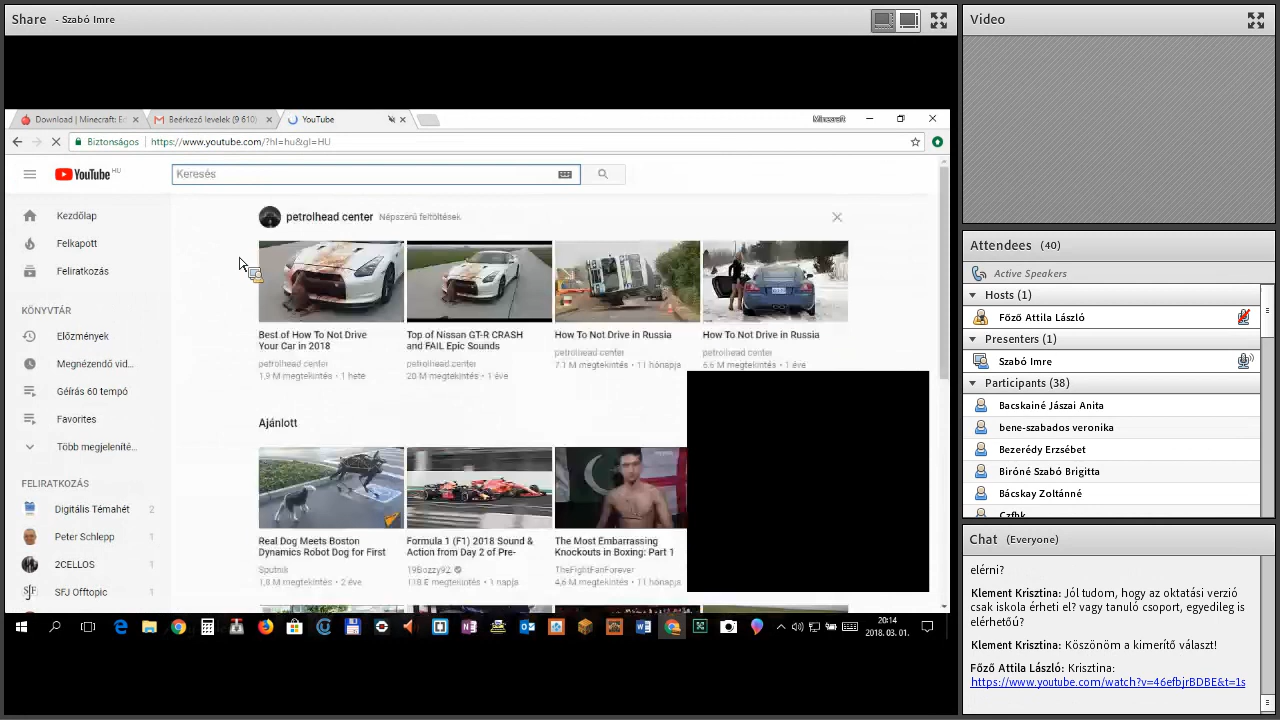 Share - Szabó Imre
Download | Minecraft: Ed
Beérkező levelek (9 610)
YouTube
Microsoft
Biztonságos
https://www.youtube.com/?hl=hu&gl=HU
YouTube HU
Keresés
Kezdőlap
Felkapott
Feliratkozás
KÖNYVTÁR
Előzmények
Megnézendő vid...
Géírás 60 tempó
Favorites
Több megjeleníté...
FELIRATKOZÁS
Digitális Témahét 2
Peter Schlepp 1
2CELLOS 1
SFJ Offtopic 1
petrolhead center Népszerű feltöltések
Best of How To Not Drive
Your Car in 2018
petrolhead center
1,9 M megtekintés • 1 hete
Top of Nissan GT-R CRASH
and FAIL Epic Sounds
petrolhead center
20 M megtekintés • 1 éve
How To Not Drive in Russia
petrolhead center
7,1 M megtekintés • 11 hónapja
How To Not Drive in Russia
petrolhead center
6,6 M megtekintés • 1 éve
Ajánlott
Real Dog Meets Boston
Dynamics Robot Dog for First
Sputnik
1,8 M megtekintés • 2 éve
Formula 1 (F1) 2018 Sound &
Action from Day 2 of Pre-
19Bozzy92
118 E megtekintés • 1 napja
The Most Embarrassing
Knockouts in Boxing: Part 1
TheFightFanForever
4,6 M megtekintés • 11 hónapja
20:14
2018. 03. 01.
Video
Attendees (40)
Active Speakers
Hosts (1)
Főző Attila László
Presenters (1)
Szabó Imre
Participants (38)
Bacskainé Jászai Anita
bene-szabados veronika
Bezerédy Erzsébet
Biróné Szabó Brigitta
Bácskay Zoltánné
Chat (Everyone)
elérni?
Klement Krisztina: Jól tudom, hogy az oktatási verzió
csak iskola érheti el? vagy tanuló csoport, egyedileg is
elérhetőú?
Klement Krisztina: Köszönöm a kimerítő választ!
Főző Attila László: Krisztina:
https://www.youtube.com/watch?v=46efbjrBDBE&t=1s